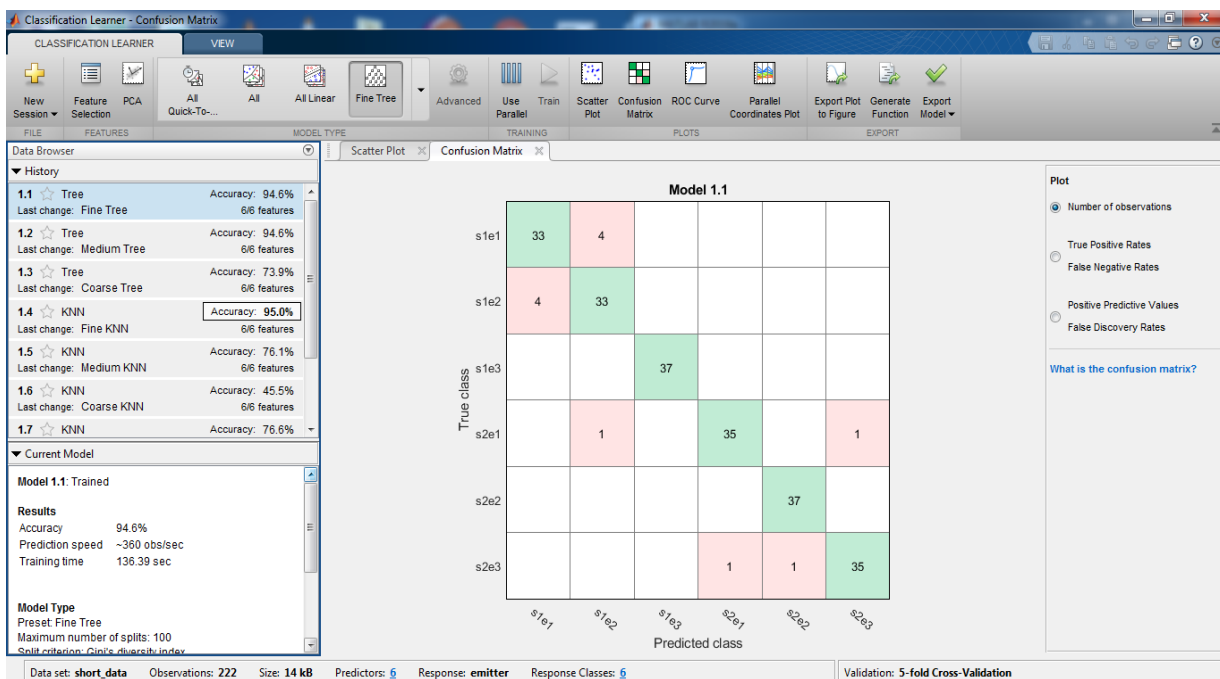 Classification Learner - Confusion Matrix
CLASSIFICATION LEARNER VIEW
New Session
Feature Selection
PCA
All Quick-To-...
All
All Linear
Fine Tree
Advanced
Use Parallel
Train
Scatter Plot
Confusion Matrix
ROC Curve
Parallel Coordinates Plot
Export Plot to Figure
Generate Function
Export Model
FILE FEATURES MODEL TYPE TRAINING PLOTS EXPORT
Data Browser
Scatter Plot Confusion Matrix
History
1.1 Tree Accuracy: 94.6%
Last change: Fine Tree 6/6 features
1.2 Tree Accuracy: 94.6%
Last change: Medium Tree 6/6 features
1.3 Tree Accuracy: 73.9%
Last change: Coarse Tree 6/6 features
1.4 KNN Accuracy: 95.0%
Last change: Fine KNN 6/6 features
1.5 KNN Accuracy: 76.1%
Last change: Medium KNN 6/6 features
1.6 KNN Accuracy: 45.5%
Last change: Coarse KNN 6/6 features
1.7 KNN Accuracy: 76.6%
Current Model
Model 1.1: Trained
Results
Accuracy 94.6%
Prediction speed ~360 obs/sec
Training time 136.39 sec
Model Type
Preset: Fine Tree
Maximum number of splits: 100
Split criterion: Gini's diversity index
Model 1.1
True class
s1e1 33 4
s1e2 4 33
s1e3 37
s2e1 1 35 1
s2e2 37
s2e3 1 1 35
s1e1 s1e2 s1e3 s2e1 s2e2 s2e3
Predicted class
Plot
Number of observations
True Positive Rates
False Negative Rates
Positive Predictive Values
False Discovery Rates
What is the confusion matrix?
Data set: short_data Observations: 222 Size: 14 kB Predictors: 6 Response: emitter Response Classes: 6 Validation: 5-fold Cross-Validation